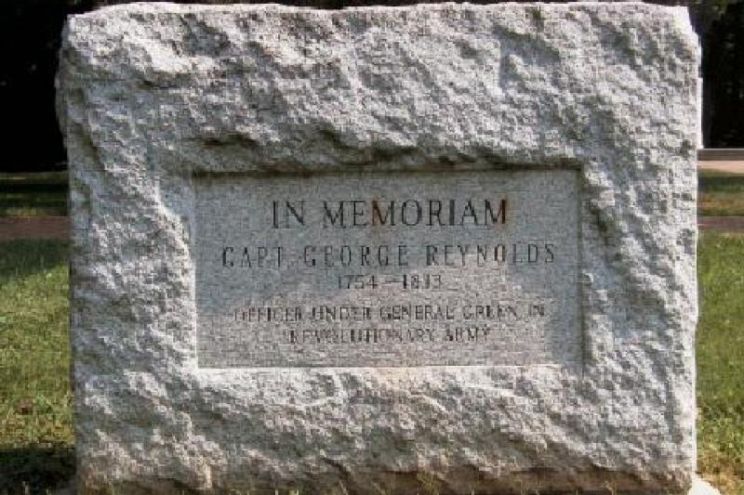 IN MEMORIAM
CAPT. GEORGE REYNOLDS
1754 – 1813
OFFICER UNDER GENERAL GREEN IN
REVOLUTIONARY ARMY